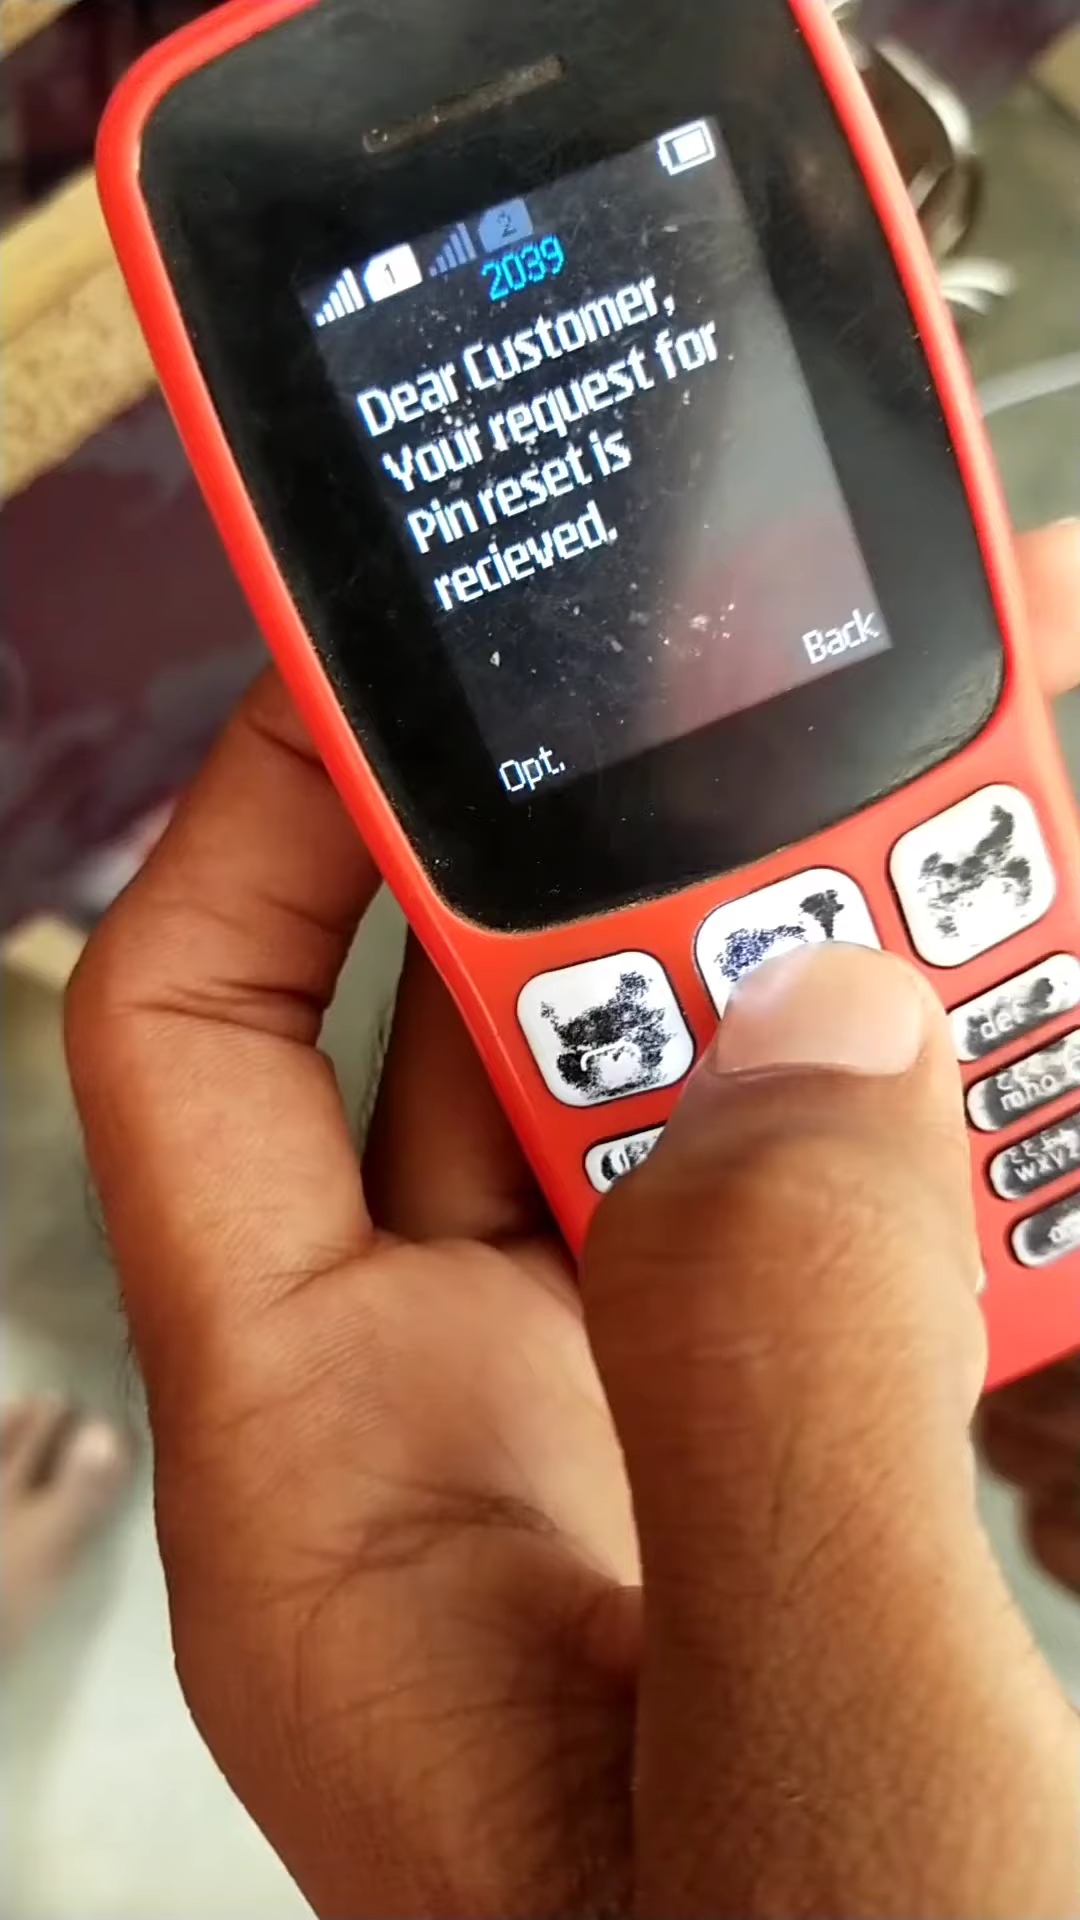 1 2
2039
Dear Customer,
Your request for
Pin reset is
recieved.
Opt. Back
def
mno
wxyz